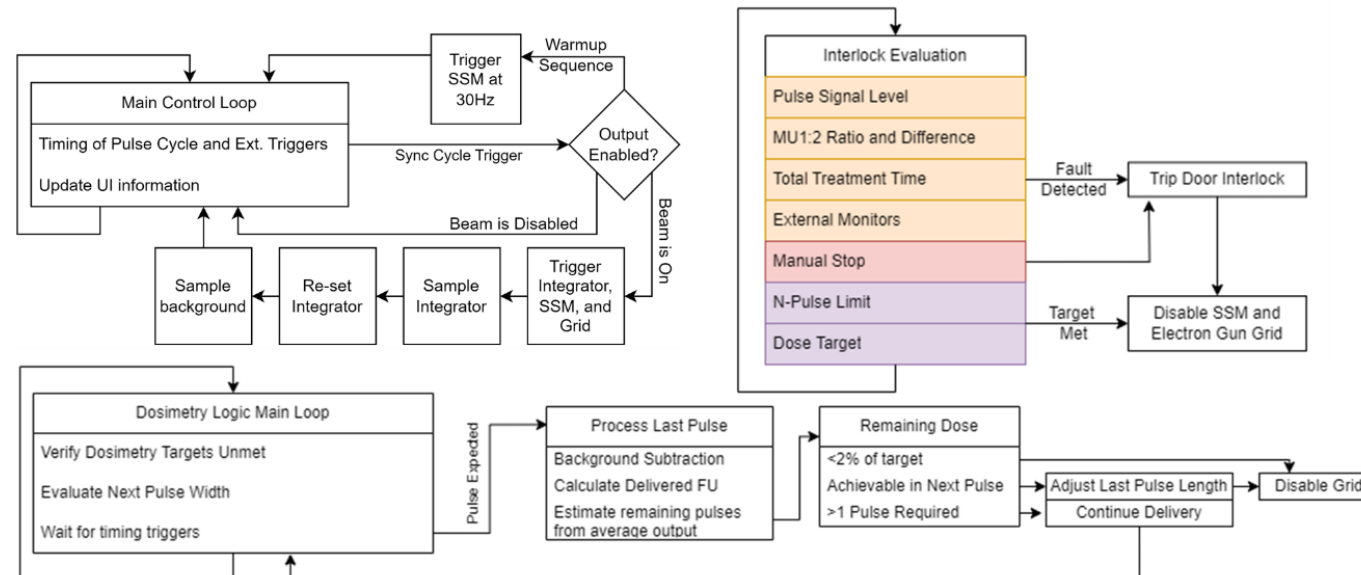 Warmup
Sequence
Trigger
SSM at
30Hz
Main Control Loop
Timing of Pulse Cycle and Ext. Triggers
Update UI information
Sync Cycle Trigger
Output
Enabled?
Beam is Disabled
Beam is On
Sample
background
Re-set
Integrator
Sample
Integrator
Trigger
Integrator,
SSM, and
Grid
Interlock Evaluation
Pulse Signal Level
MU1:2 Ratio and Difference
Total Treatment Time
External Monitors
Manual Stop
N-Pulse Limit
Dose Target
Fault
Detected
Trip Door Interlock
Target
Met
Disable SSM and
Electron Gun Grid
Dosimetry Logic Main Loop
Verify Dosimetry Targets Unmet
Evaluate Next Pulse Width
Wait for timing triggers
Pulse Expected
Process Last Pulse
Background Subtraction
Calculate Delivered FU
Estimate remaining pulses
from average output
Remaining Dose
<2% of target
Achievable in Next Pulse
>1 Pulse Required
Adjust Last Pulse Length
Continue Delivery
Disable Grid